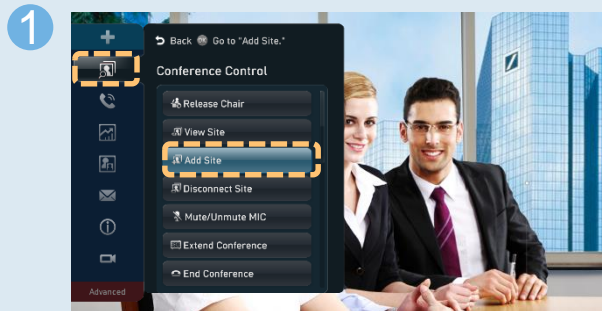 1
Back OK Go to "Add Site."
Conference Control
Release Chair
View Site
Add Site
Disconnect Site
Mute/Unmute MIC
Extend Conference
End Conference
Advanced